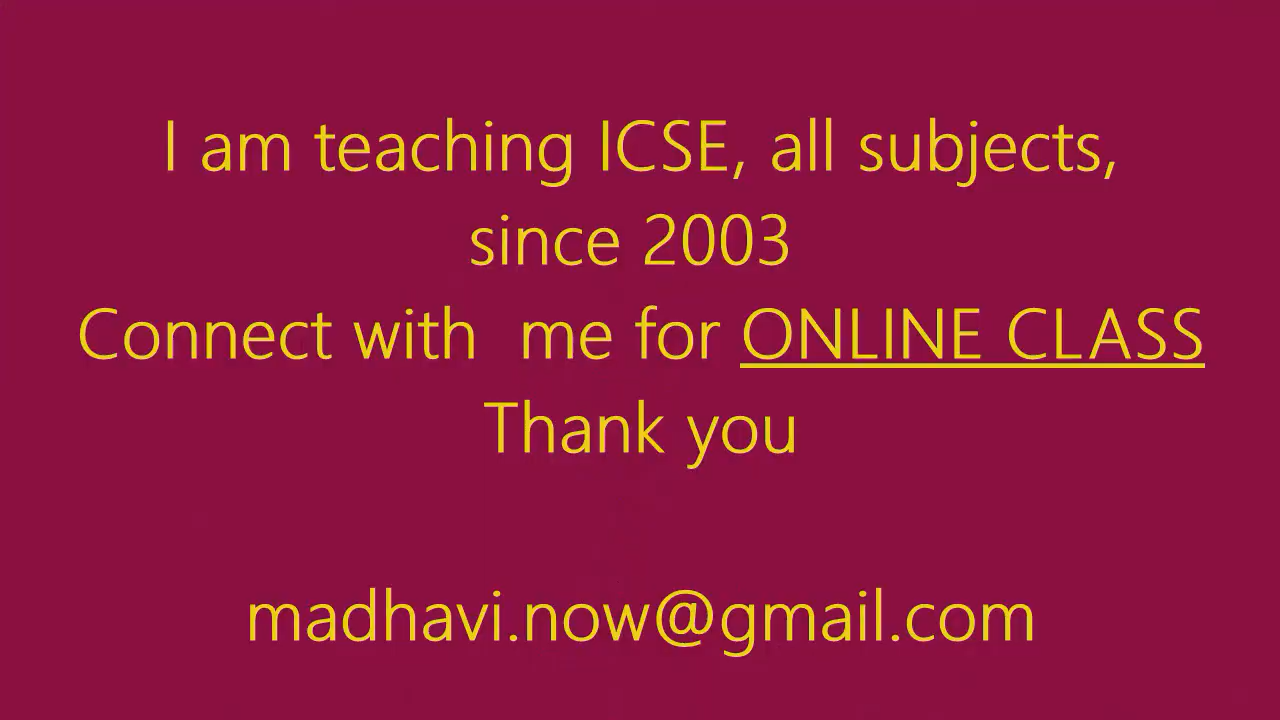 I am teaching ICSE, all subjects,
since 2003
Connect with  me for ONLINE CLASS
Thank you
madhavi.now@gmail.com